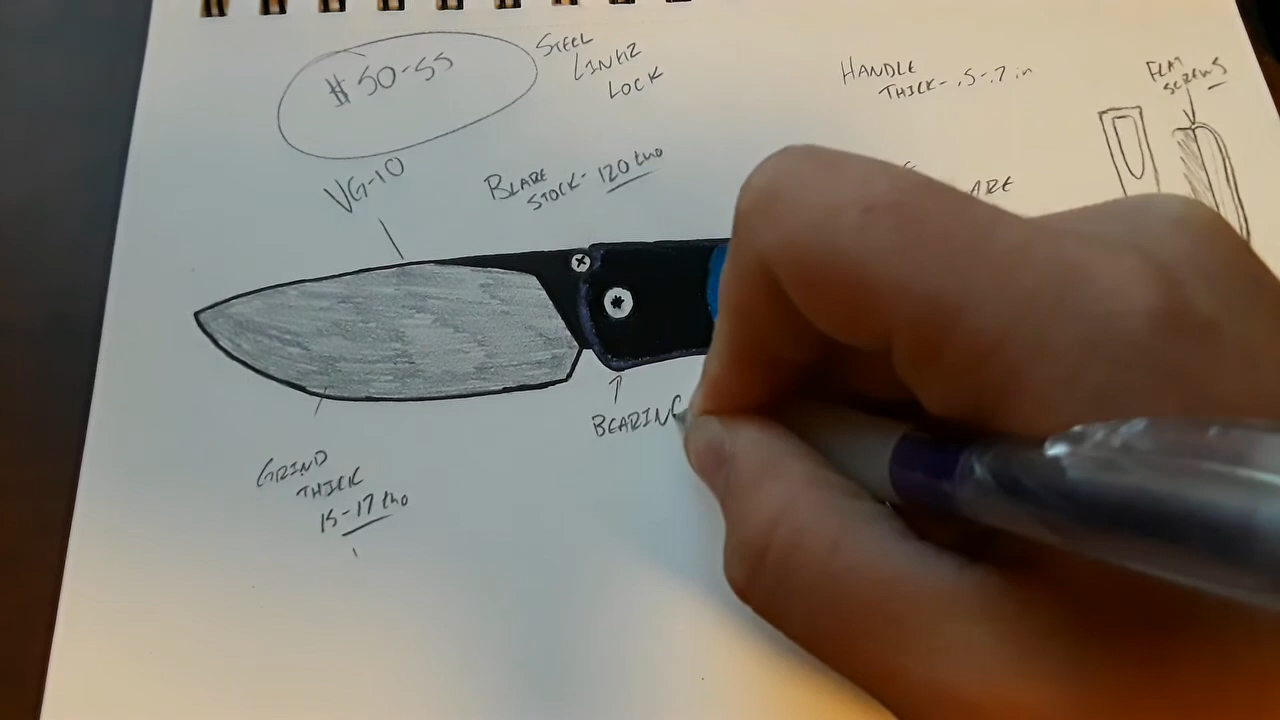 $50-55
STEEL
LINER
LOCK
HANDLE
THICK- .5-.7 in
FLAT
SCREWS
VG-10
BLADE
STOCK- 120 tho
BEARING
GRIND
THICK
15-17 tho